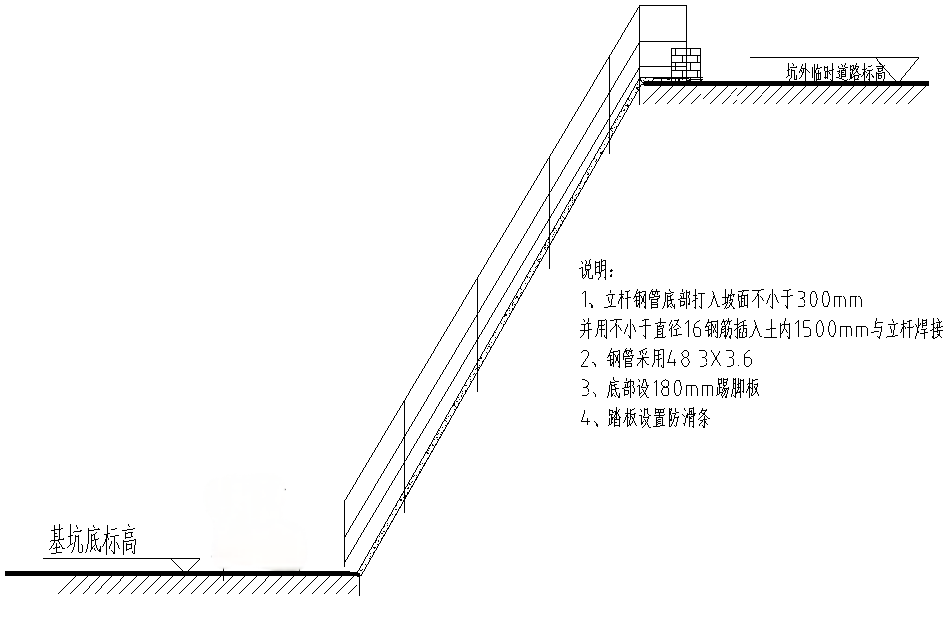 坑外临时道路标高
说明：
1、立杆钢管底部打入坡面不小于300mm
并用不小于直径16钢筋插入土内1500mm与立杆焊接
2、钢管采用48 3X3.6
3、底部设180mm踢脚板
4、踏板设置防滑条
基坑底标高